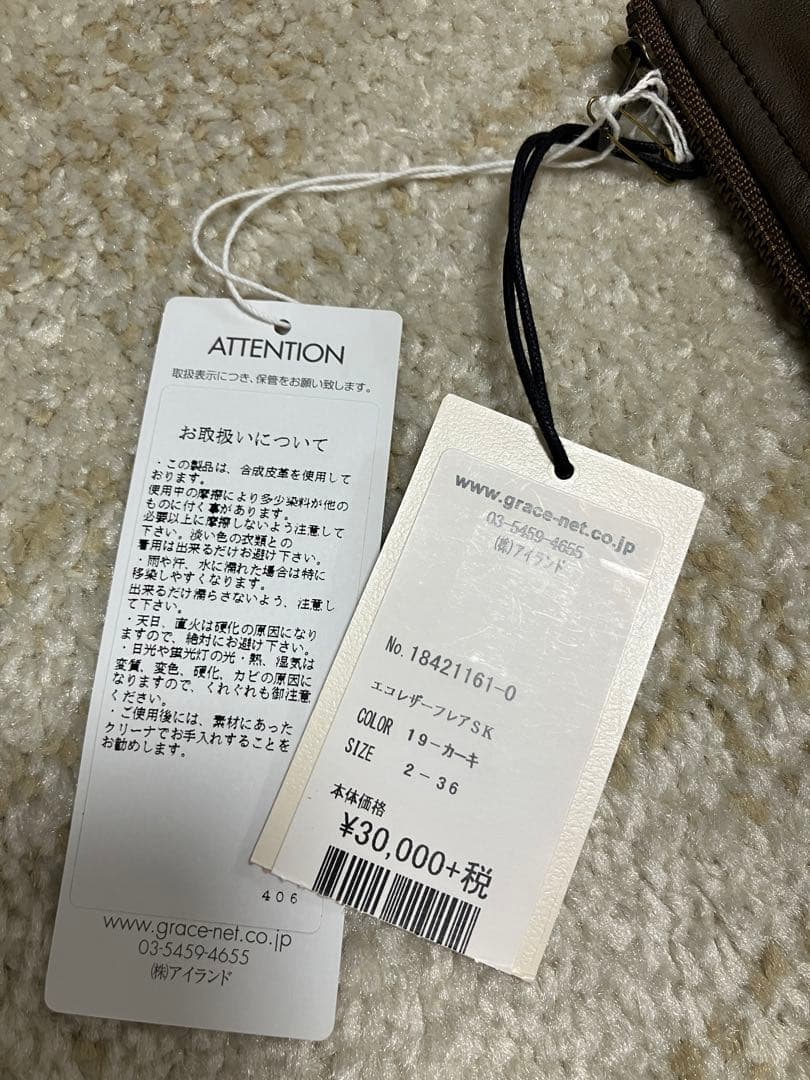 ATTENTION
取扱表示につき、保管をお願い致します。
お取扱いについて
・この製品は、合成皮革を使用して
おります。
使用中の摩擦により多少染料が他の
ものに付く事があります。
必要以上に摩擦しないよう注意して
下さい。淡い色の衣類との
着用は出来るだけお避け下さい。
・雨や汗、水に濡れた場合は特に
移染しやすくなります。
出来るだけ濡らさないよう、注意し
て下さい。
・天日、直火は硬化の原因になり
ますので、絶対にお避け下さい。
・日光や蛍光灯の光・熱、湿気は
変質、変色、硬化、カビの原因に
なりますので、くれぐれも御注意
ください。
・ご使用後には、素材にあった
クリーナでお手入れすることを
お勧めします。
406
www.grace-net.co.jp
03-5459-4655
㈱アイランド
www.grace-net.co.jp
03-5459-4655
(株)アイランド
No. 18421161-0
エコレザーフレアSK
COLOR 19-カーキ
SIZE 2-36
本体価格
¥30,000+税